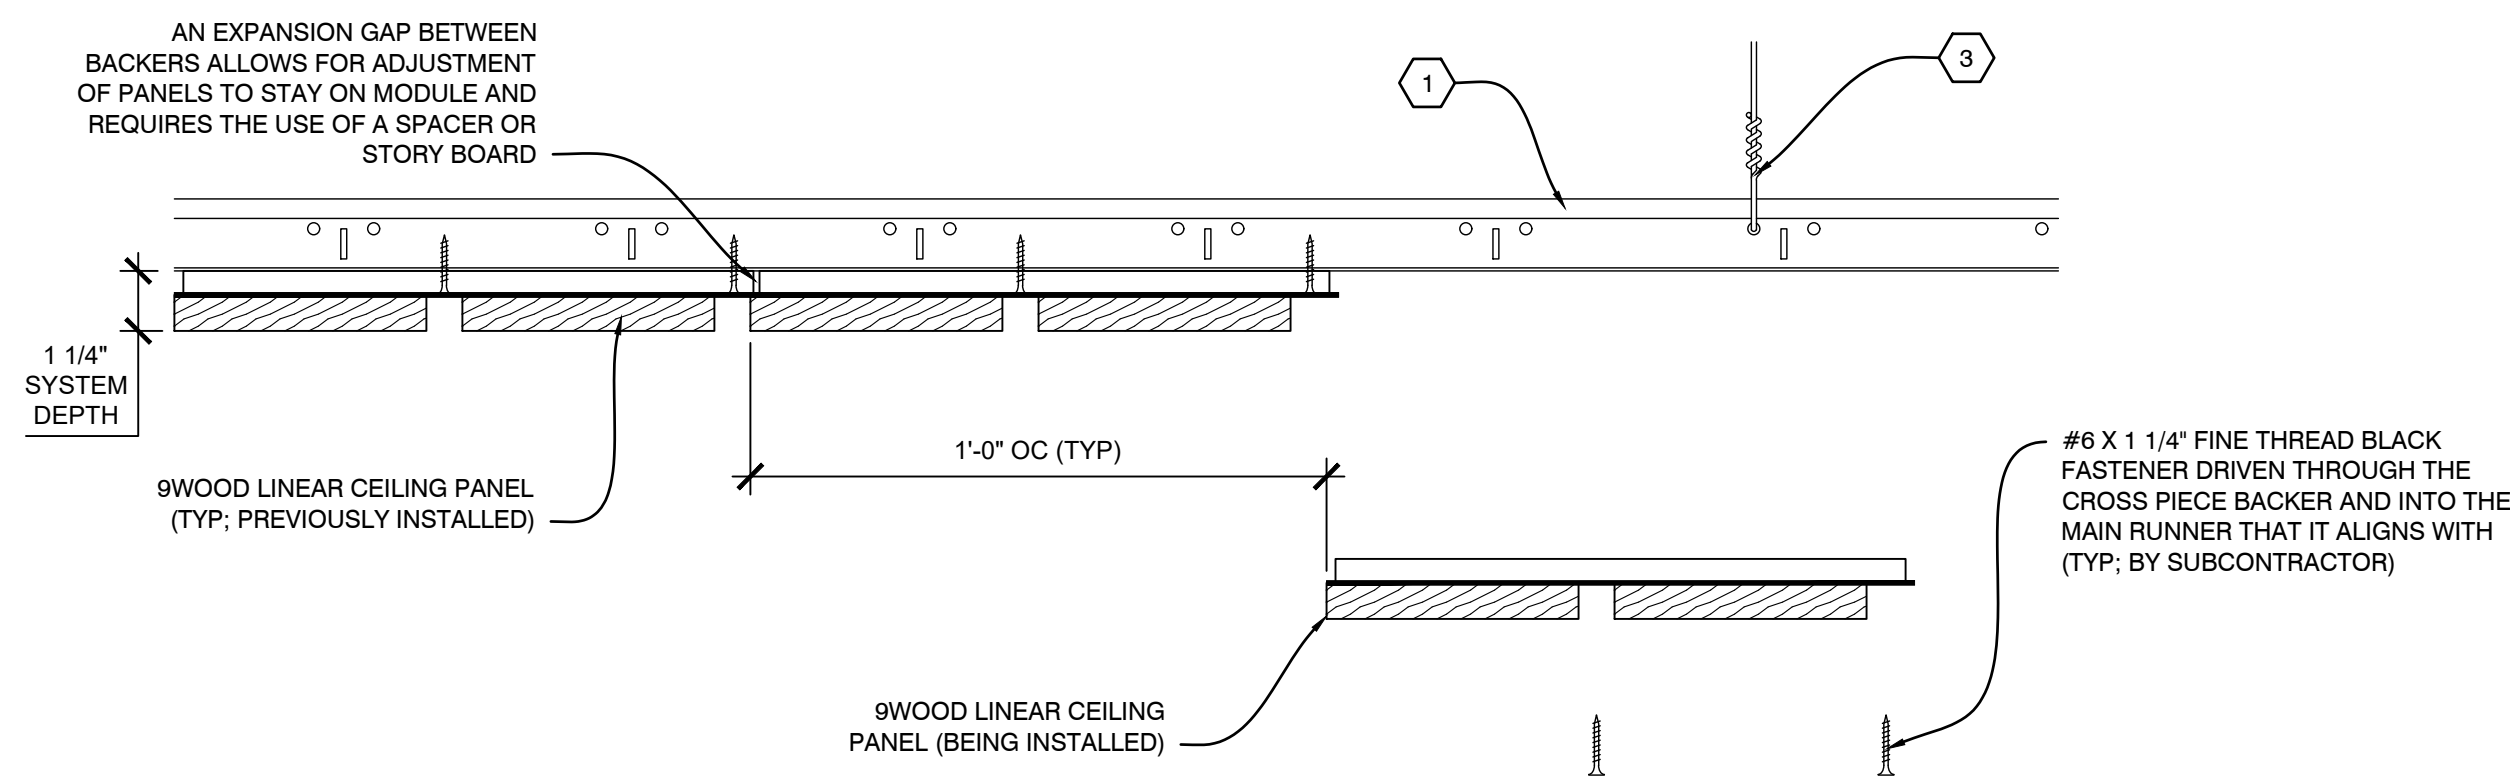 AN EXPANSION GAP BETWEEN
BACKERS ALLOWS FOR ADJUSTMENT
OF PANELS TO STAY ON MODULE AND
REQUIRES THE USE OF A SPACER OR
STORY BOARD
1
3
1 1/4"
SYSTEM
DEPTH
1'-0" OC (TYP)
9WOOD LINEAR CEILING PANEL
(TYP; PREVIOUSLY INSTALLED)
#6 X 1 1/4" FINE THREAD BLACK
FASTENER DRIVEN THROUGH THE
CROSS PIECE BACKER AND INTO THE
MAIN RUNNER THAT IT ALIGNS WITH
(TYP; BY SUBCONTRACTOR)
9WOOD LINEAR CEILING
PANEL (BEING INSTALLED)